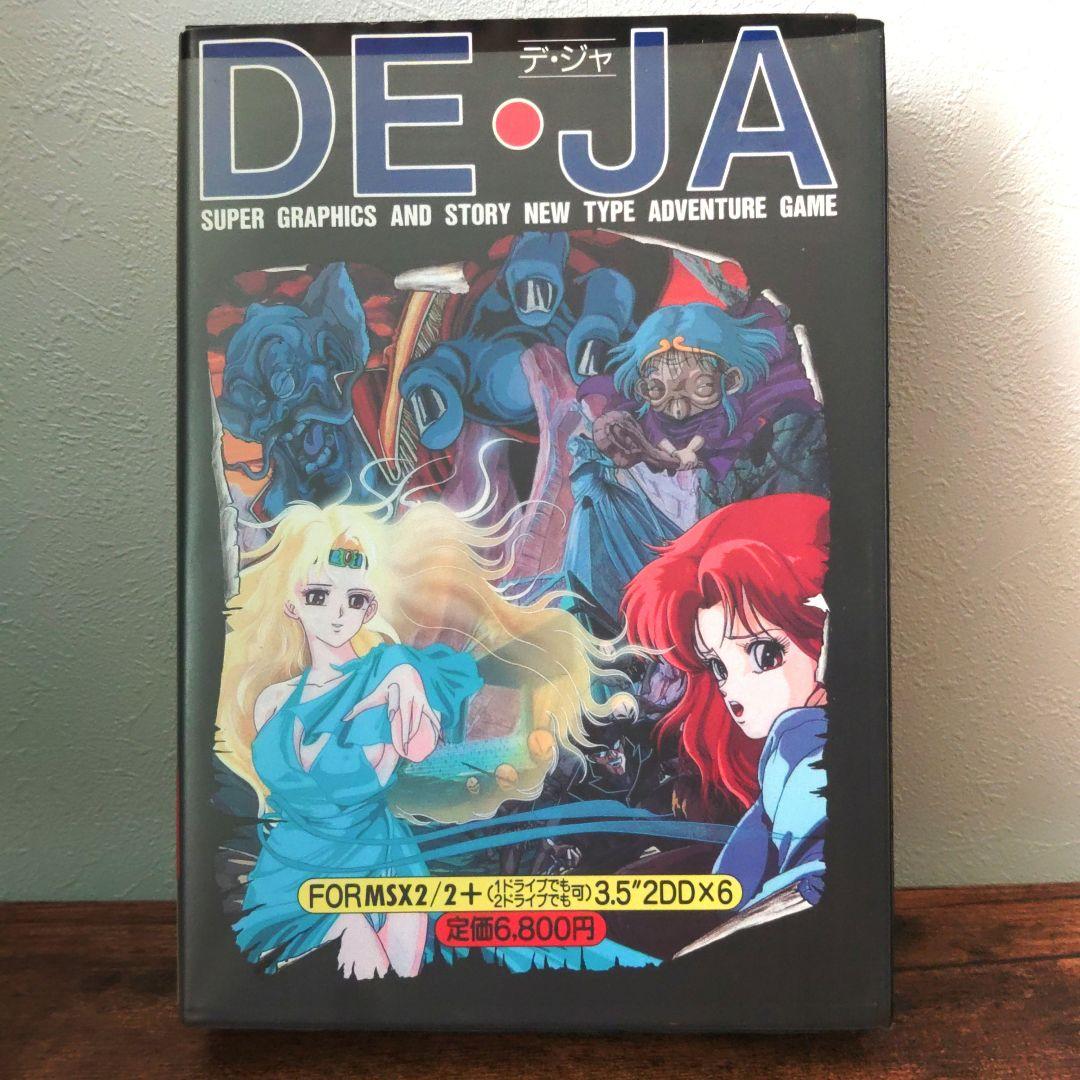 DE・JA
デ・ジャ
SUPER GRAPHICS AND STORY NEW TYPE ADVENTURE GAME
FOR MSX2/2+(1ドライブでも2ドライブでも可)3.5"2DD×6
定価6,800円